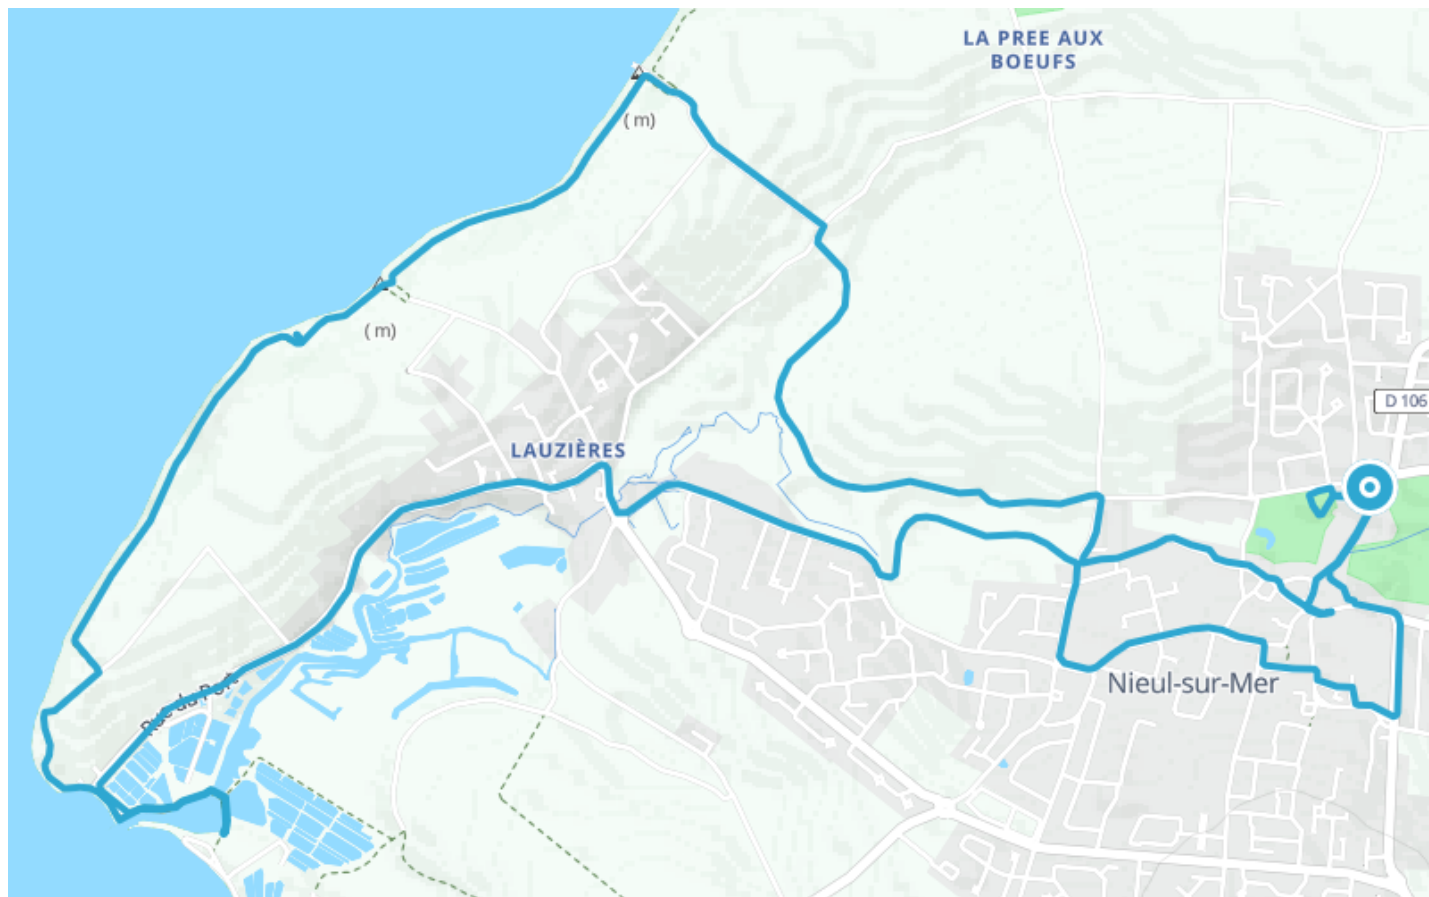 LA PREE AUX
BOEUFS
( m)
( m)
D 106
LAUZIÈRES
Rue du Port
Nieul-sur-Mer